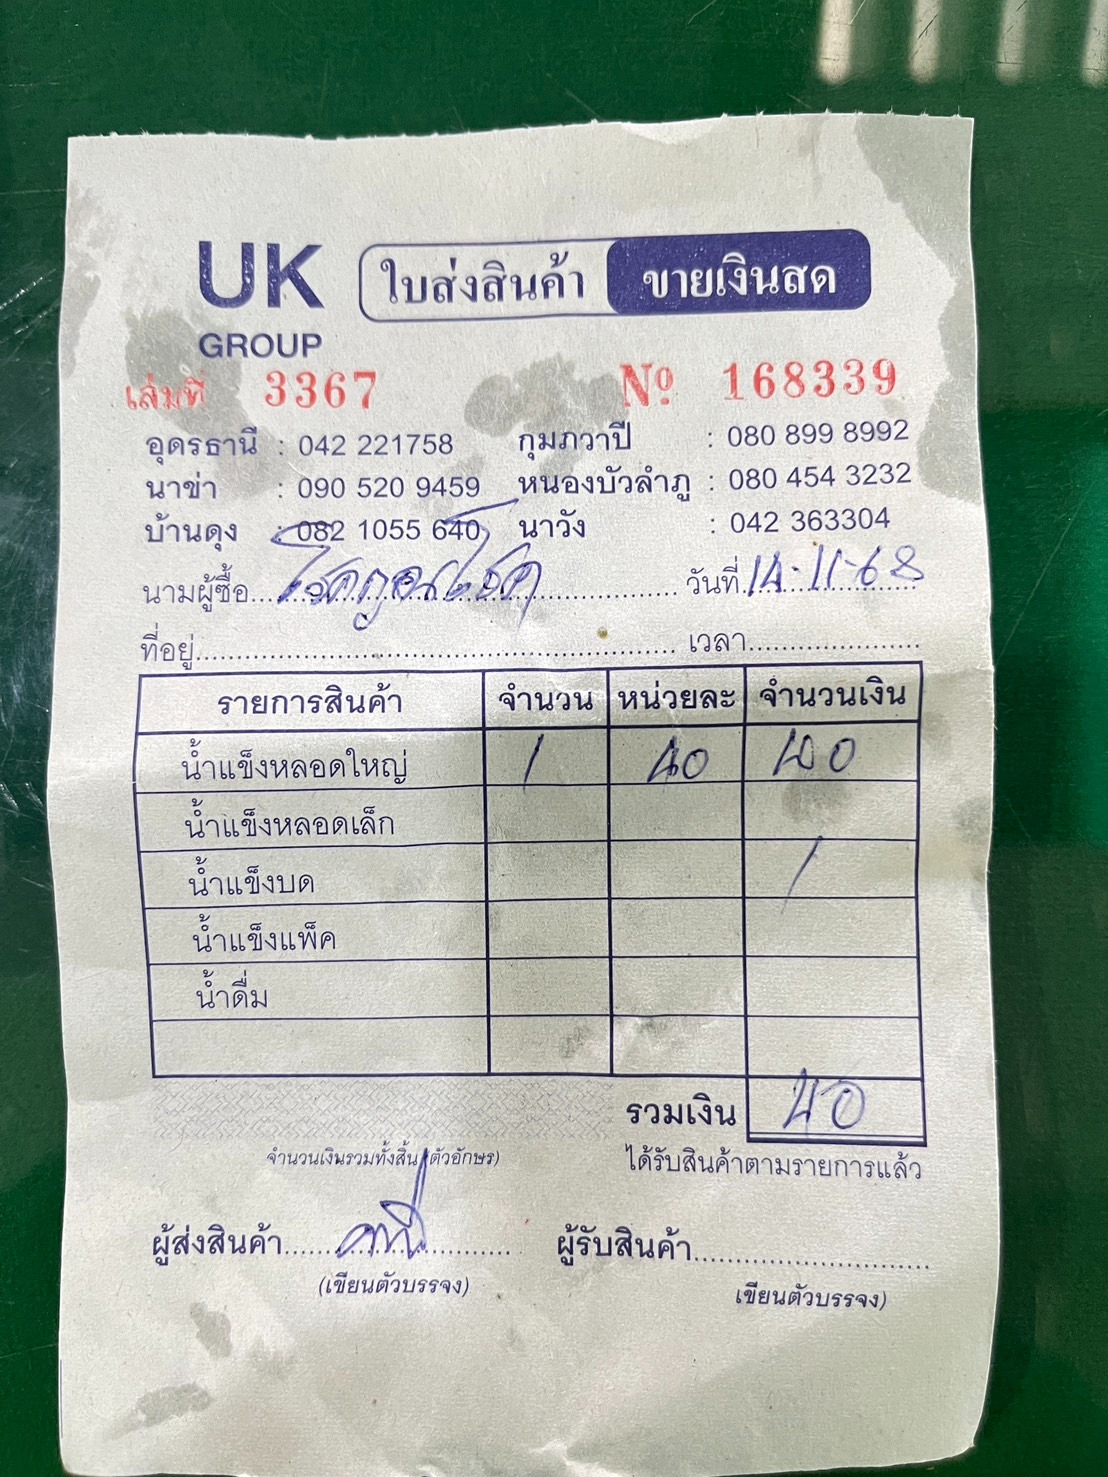 UK
GROUP
ใบส่งสินค้า ขายเงินสด
เล่มที่ 3367 Nº 168339
อุดรธานี : 042 221758 กุมภวาปี : 080 899 8992
นาข่า : 090 520 9459 หนองบัวลำภู : 080 454 3232
บ้านดุง : 082 1055 640 นาวัง : 042 363304
นามผู้ซื้อ วันที่ 14-11-68
ที่อยู่ เวลา
รายการสินค้า จำนวน หน่วยละ จำนวนเงิน
น้ำแข็งหลอดใหญ่ 1 40 40
น้ำแข็งหลอดเล็ก
น้ำแข็งบด
น้ำแข็งแพ็ค
น้ำดื่ม
รวมเงิน 40
จำนวนเงินรวมทั้งสิ้น (ตัวอักษร) ได้รับสินค้าตามรายการแล้ว
ผู้ส่งสินค้า ผู้รับสินค้า
(เขียนตัวบรรจง) เขียนตัวบรรจง)